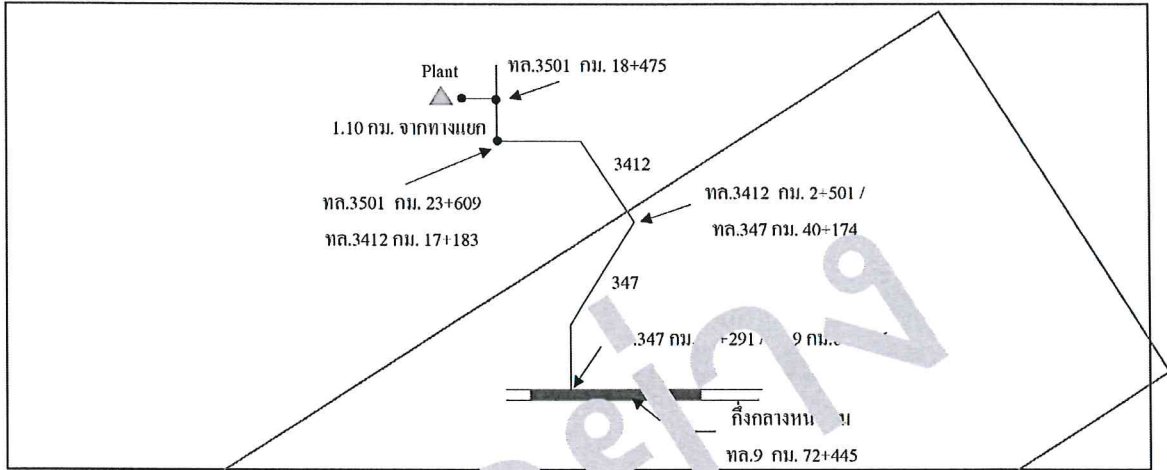 Plant
ทล.3501 กม. 18+475
1.10 กม. จากทางแยก
3412
ทล.3501 กม. 23+609
ทล.3412 กม. 17+183
ทล.3412 กม. 2+501 /
ทล.347 กม. 40+174
347
.347 กม. +291 / 9 กม.
กึ่งกลาง
ทล.9 กม. 72+445